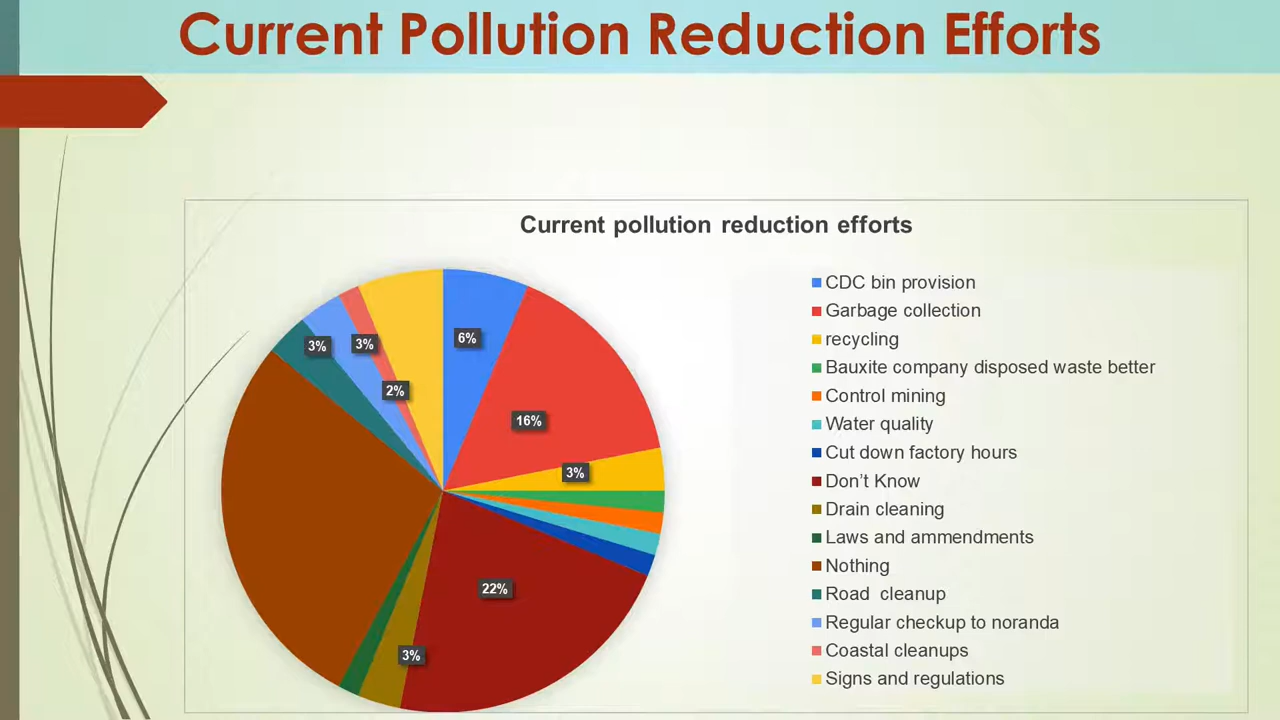 Current Pollution Reduction Efforts
Current pollution reduction efforts
6%
16%
3%
22%
3%
3%
3%
2%
CDC bin provision
Garbage collection
recycling
Bauxite company disposed waste better
Control mining
Water quality
Cut down factory hours
Don’t Know
Drain cleaning
Laws and ammendments
Nothing
Road cleanup
Regular checkup to noranda
Coastal cleanups
Signs and regulations